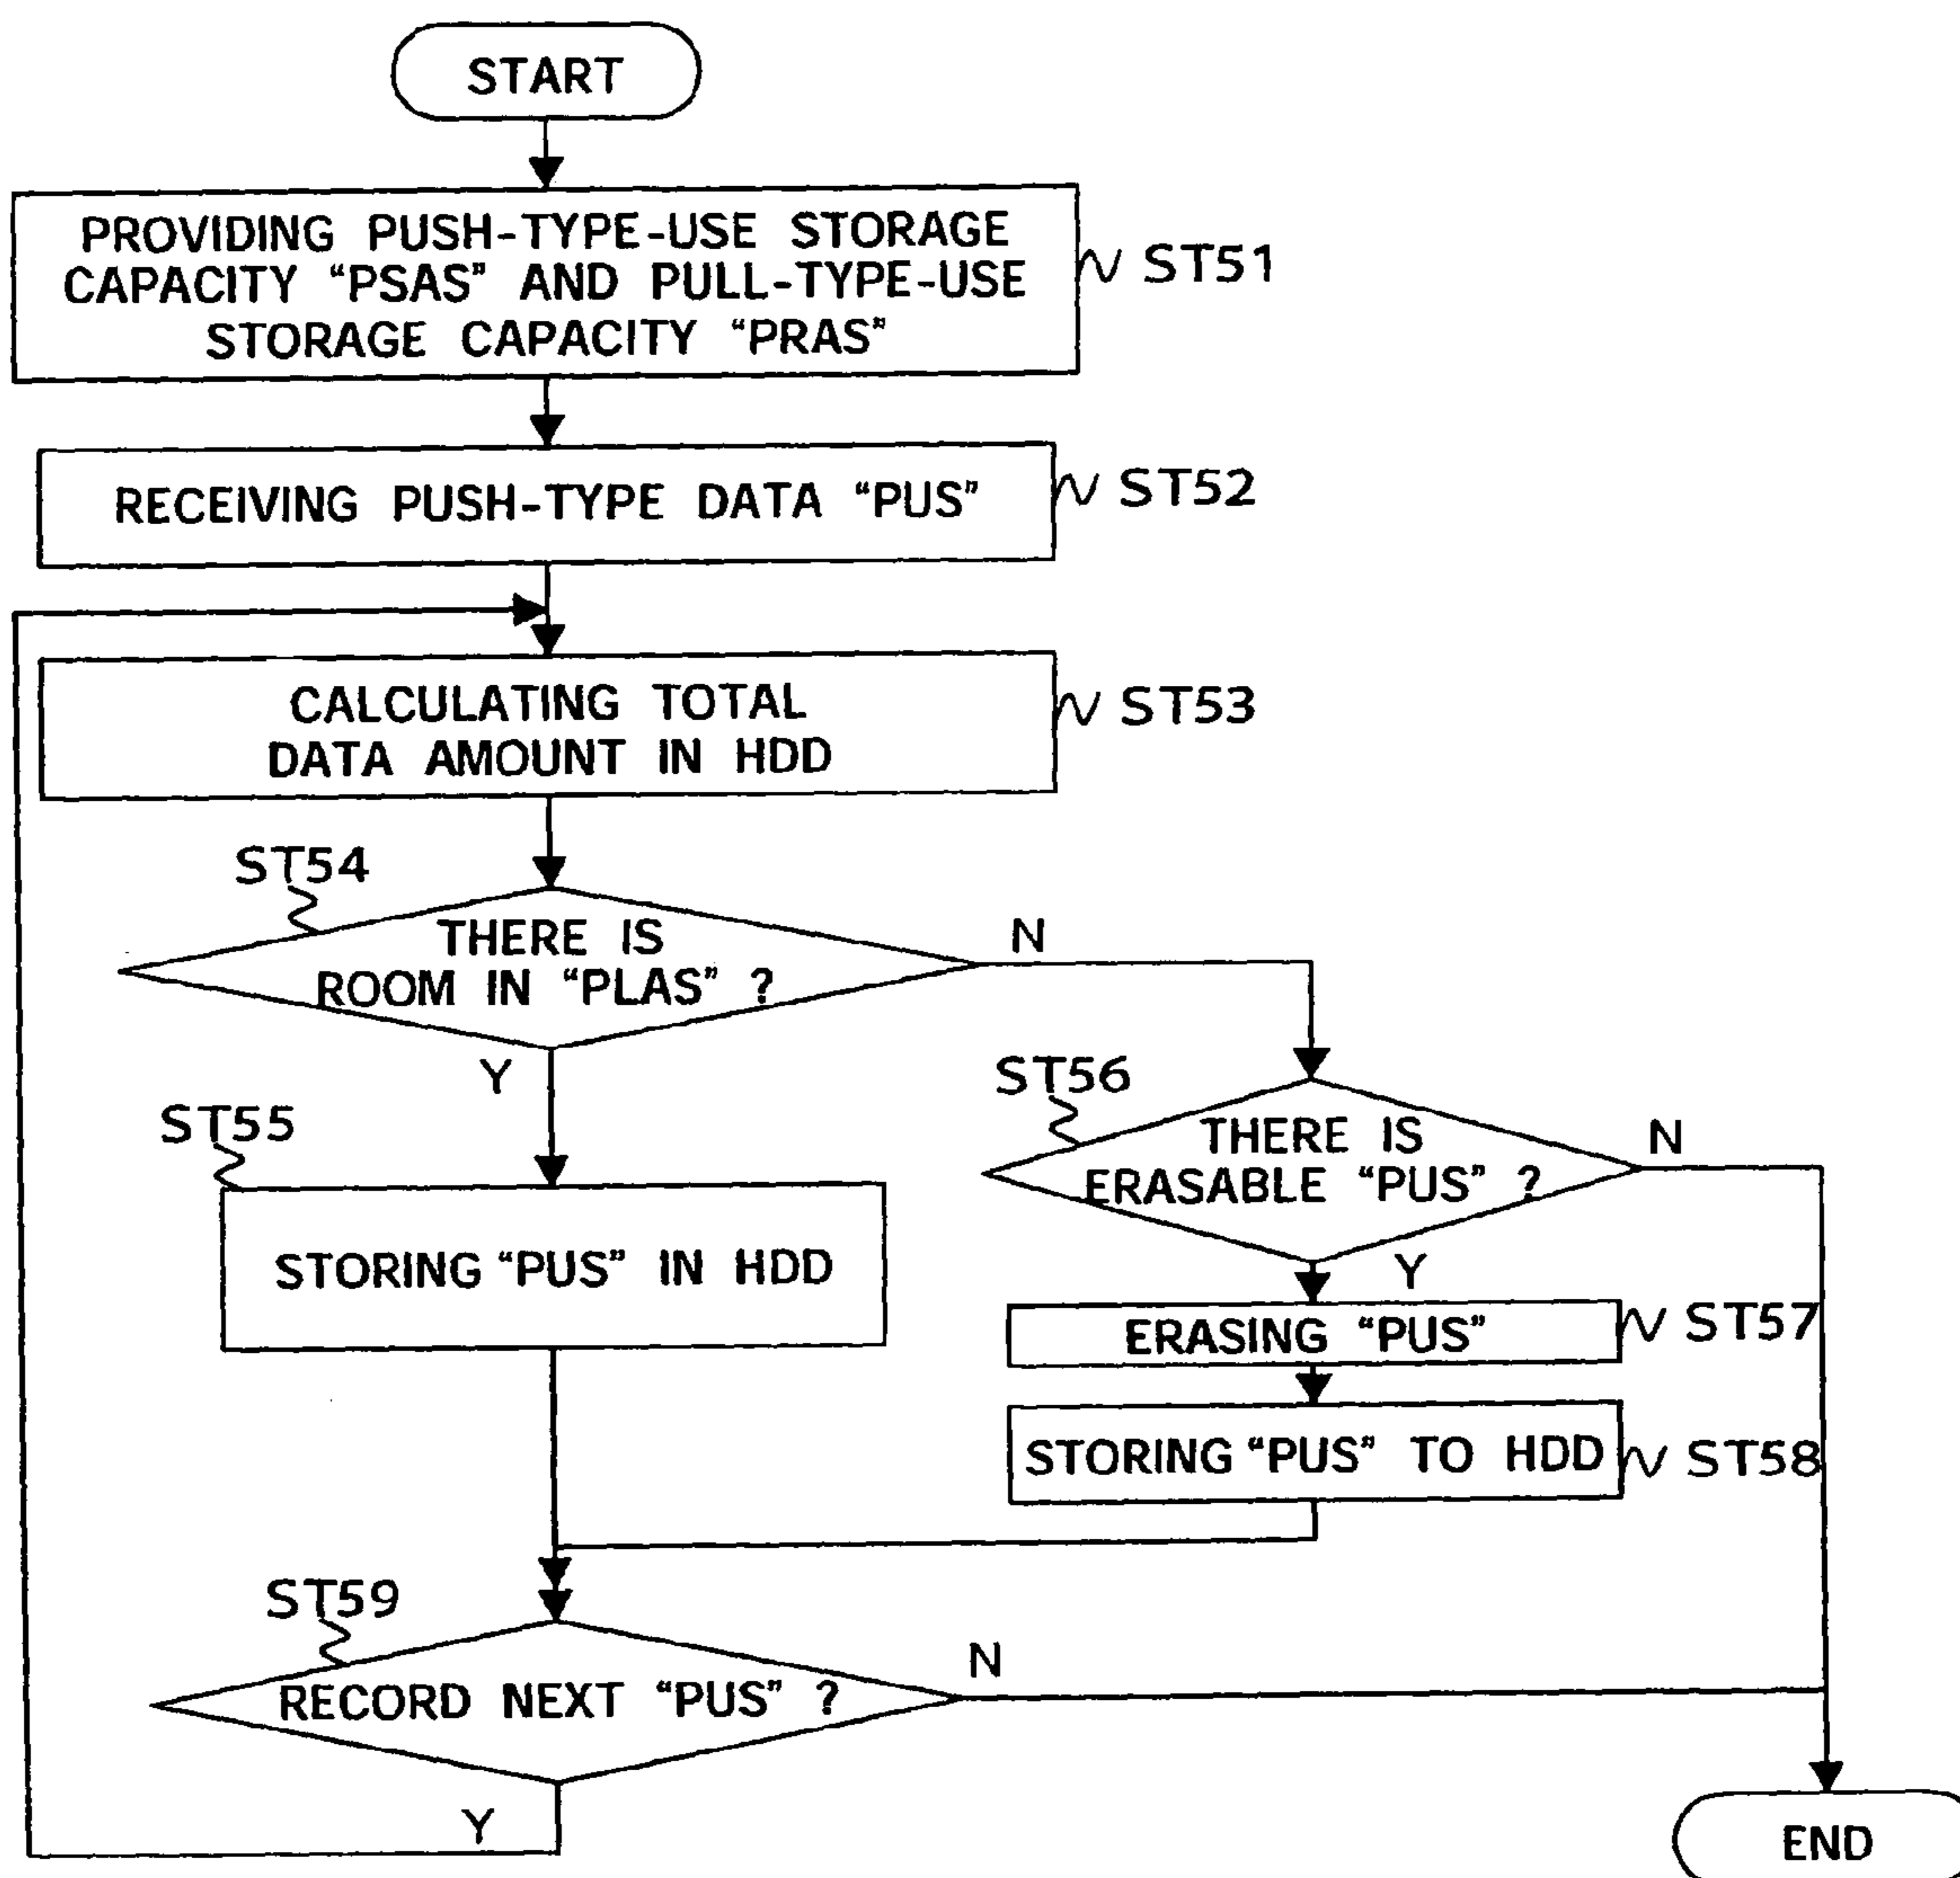 START
PROVIDING PUSH-TYPE-USE STORAGE
CAPACITY “PSAS” AND PULL-TYPE-USE
STORAGE CAPACITY “PRAS”
ST51
RECEIVING PUSH-TYPE DATA “PUS”
ST52
CALCULATING TOTAL
DATA AMOUNT IN HDD
ST53
ST54
THERE IS
ROOM IN “PLAS” ?
N
Y
ST55
STORING “PUS” IN HDD
ST56
THERE IS
ERASABLE “PUS” ?
N
Y
ERASING “PUS”
ST57
STORING “PUS” TO HDD
ST58
ST59
RECORD NEXT “PUS” ?
N
Y
END